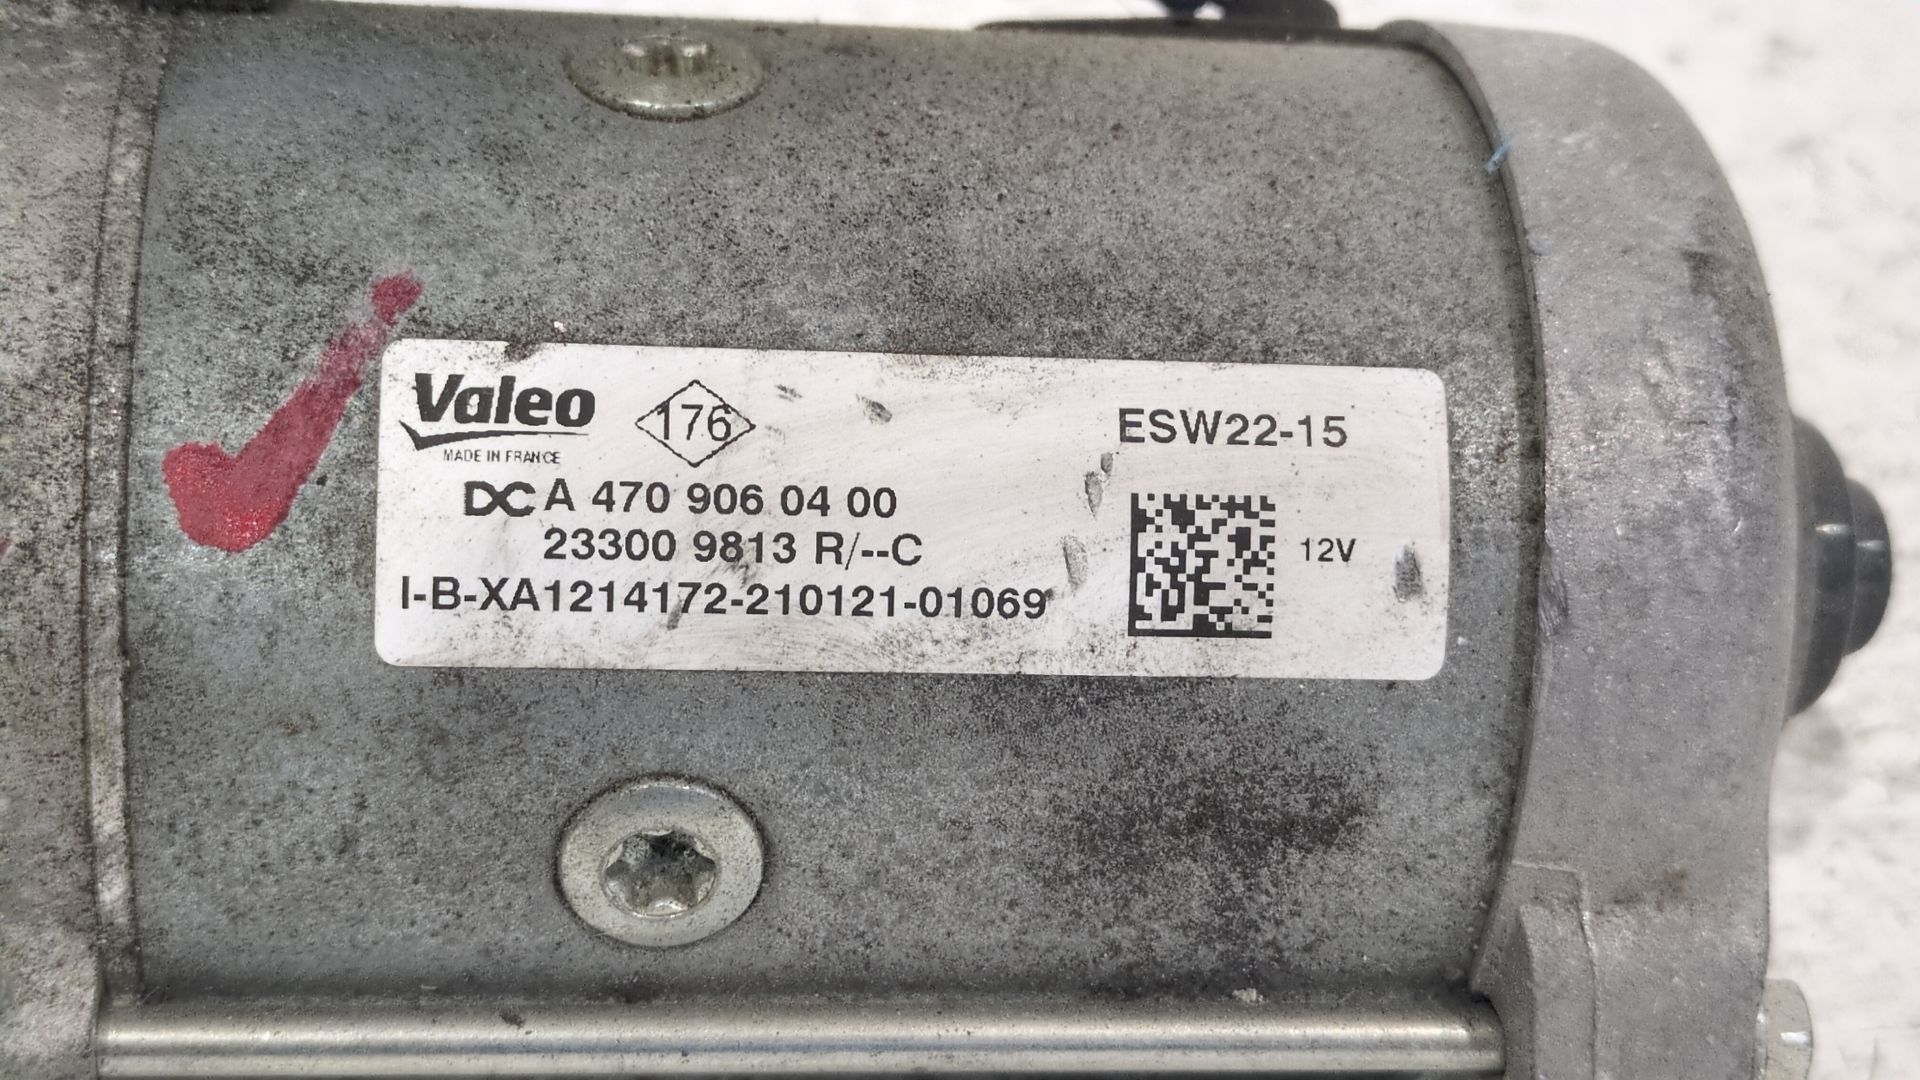 Valeo
MADE IN FRANCE
176
ESW22-15
DC A 470 906 04 00
23300 9813 R/--C
12V
I-B-XA1214172-210121-01069